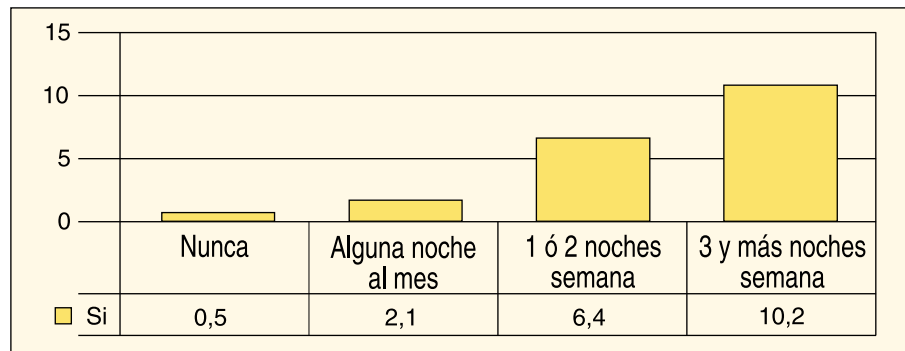 15
10
5
0
Nunca
Alguna noche
al mes
1 ó 2 noches
semana
3 y más noches
semana
Si 0,5 2,1 6,4 10,2